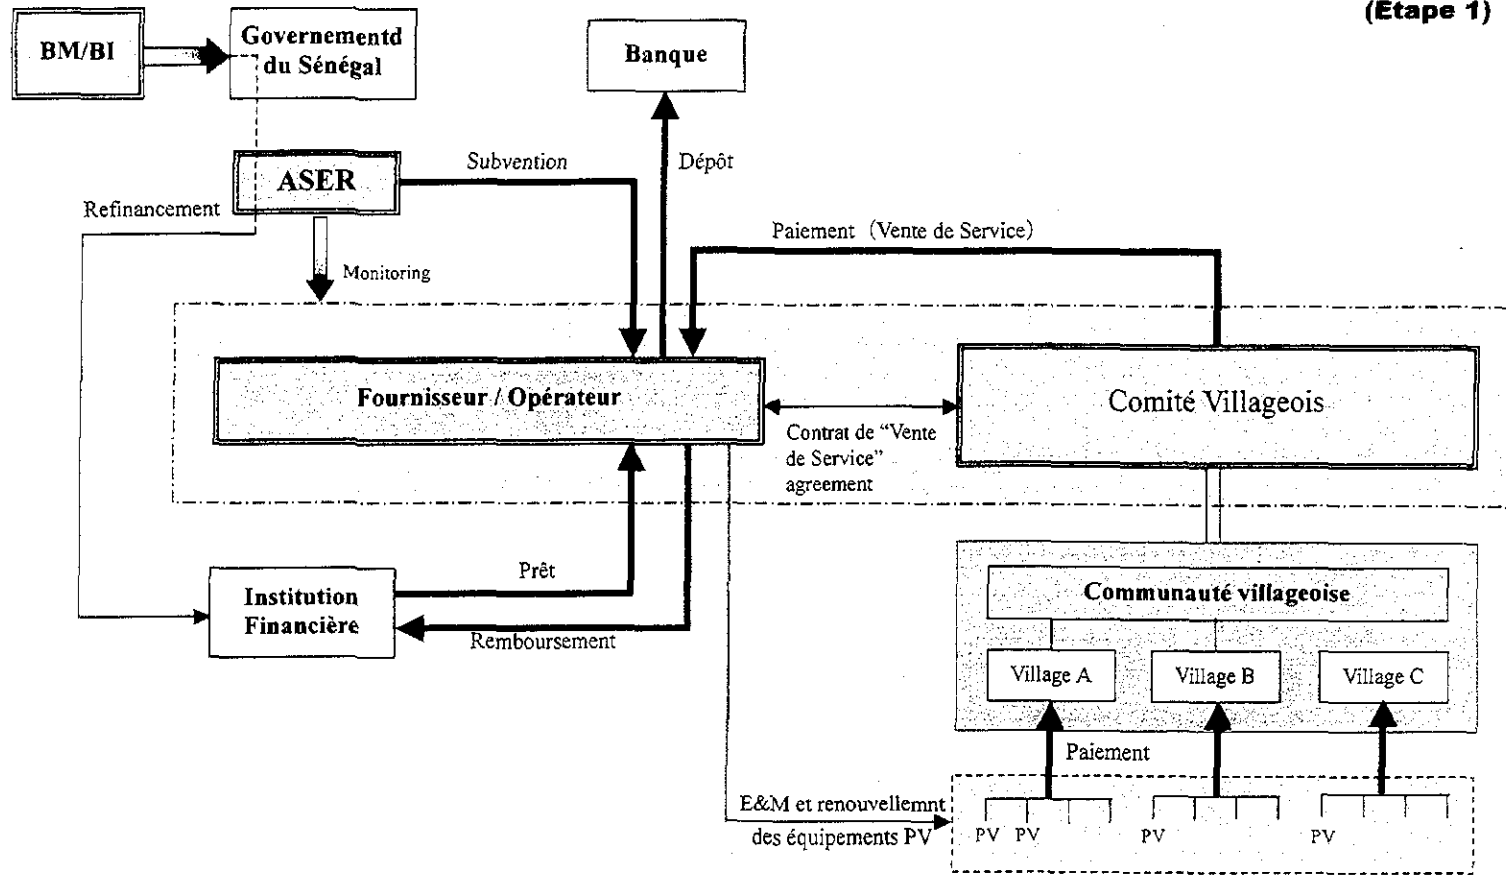 (Etape 1)
BM/BI
Governementd
du Sénégal
Banque
ASER
Subvention
Dépôt
Refinancement
Monitoring
Paiement (Vente de Service)
Fournisseur / Opérateur
Comité Villageois
Contrat de “Vente
de Service”
agreement
Prêt
Institution
Financière
Remboursement
Communauté villageoise
Village A
Village B
Village C
Paiement
E&M et renouvellemnt
des équipements PV
PV PV
PV
PV